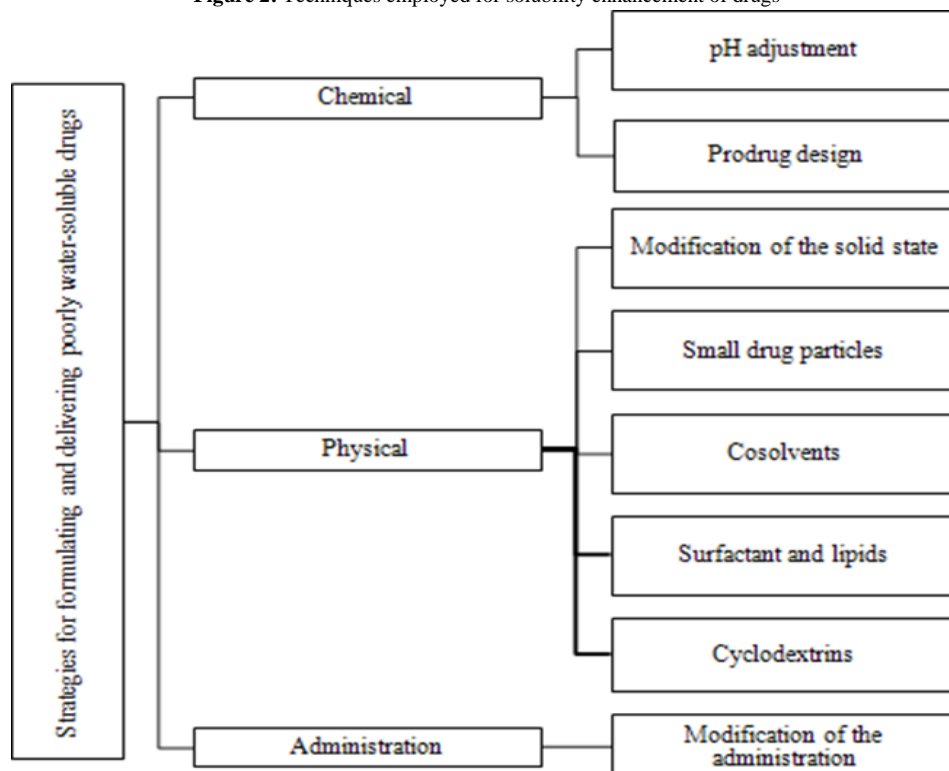 Figure 2: Techniques employed for solubility enhancement of drugs
Strategies for formulating and delivering poorly water-soluble drugs
Chemical
pH adjustment
Prodrug design
Physical
Modification of the solid state
Small drug particles
Cosolvents
Surfactant and lipids
Cyclodextrins
Administration
Modification of the
administration